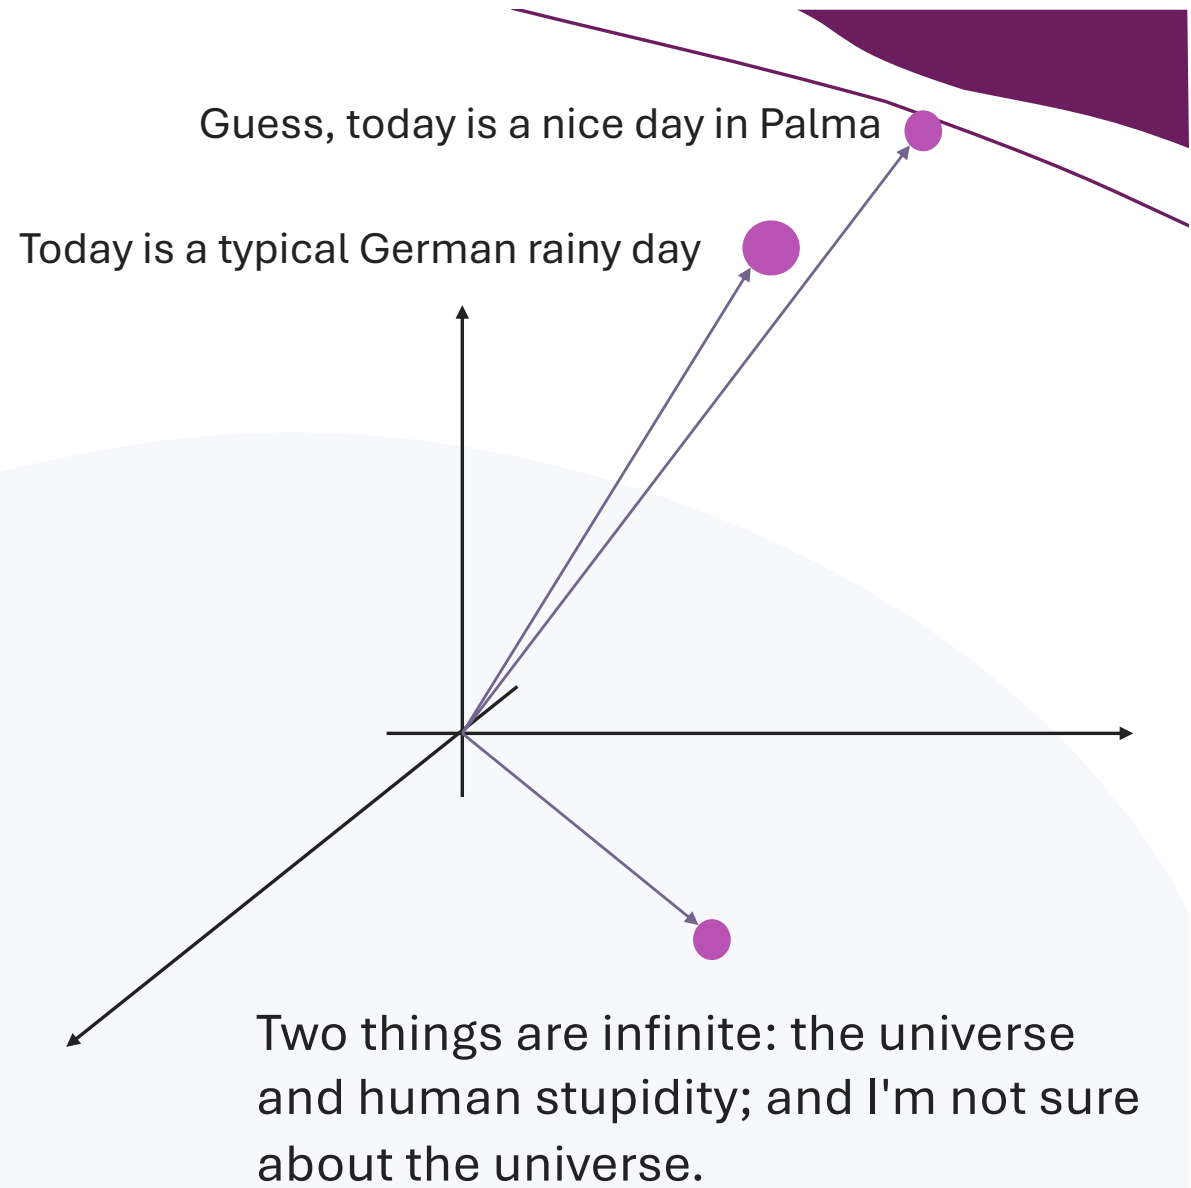 Guess, today is a nice day in Palma
Today is a typical German rainy day
Two things are infinite: the universe
and human stupidity; and I'm not sure
about the universe.